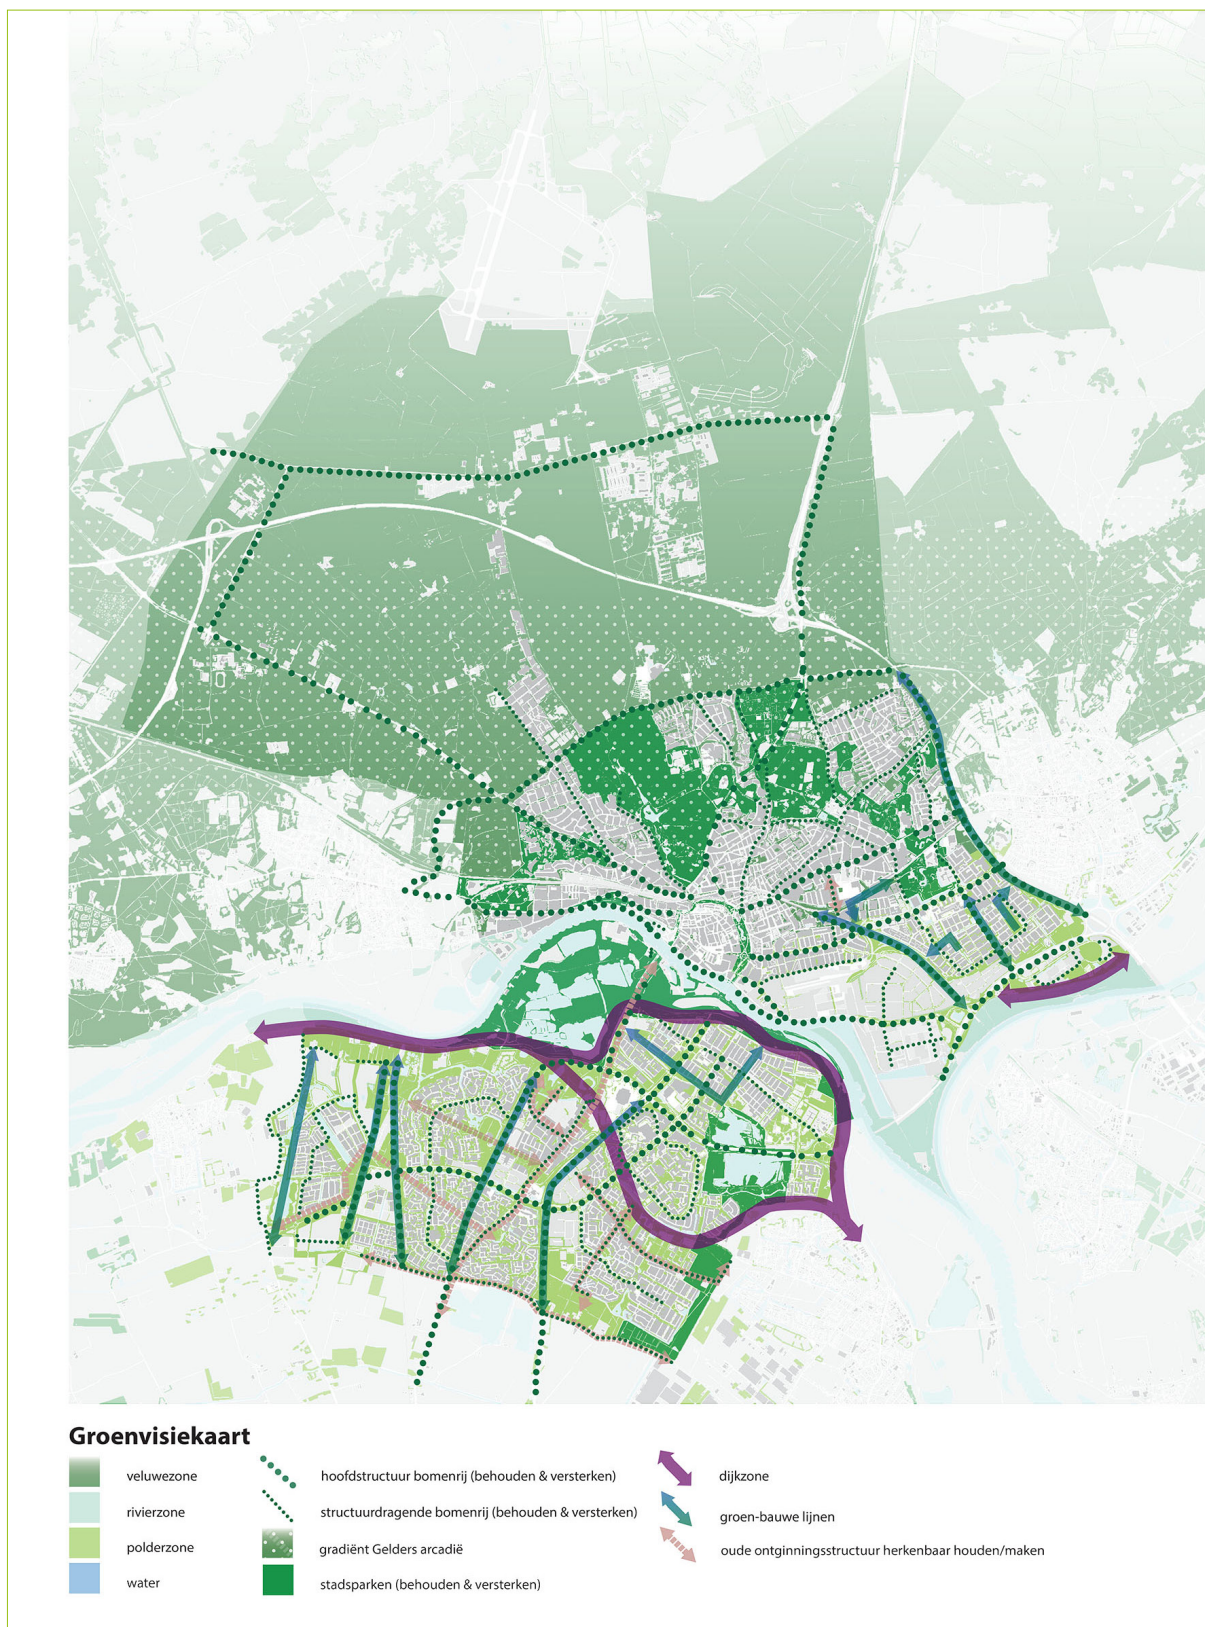 Groenvisiekaart
veluwezone
rivierzone
polderzone
water
hoofdstructuur bomenrij (behouden & versterken)
structuurdragende bomenrij (behouden & versterken)
gradiënt Gelders arcadië
stadsparken (behouden & versterken)
dijkzone
groen-bauwe lijnen
oude ontginningsstructuur herkenbaar houden/maken